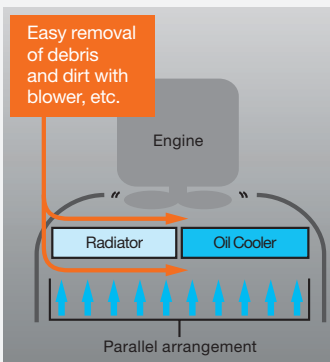 Easy removal
of debris
and dirt with
blower, etc.
Engine
Radiator
Oil Cooler
Parallel arrangement